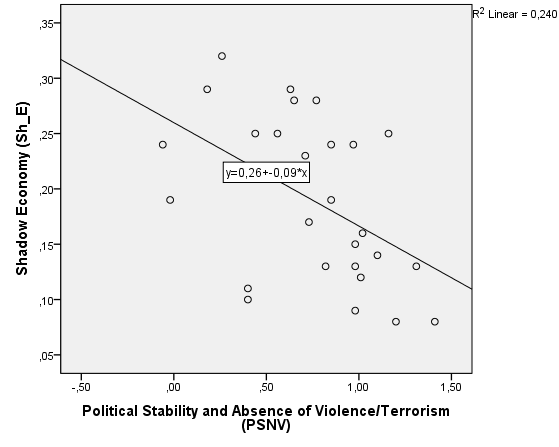 R² Linear = 0,240
Shadow Economy (Sh_E)
,35
,30
,25
,20
,15
,10
,05
y=0,26+-0,09*x
-,50
,00
,50
1,00
1,50
Political Stability and Absence of Violence/Terrorism
(PSNV)